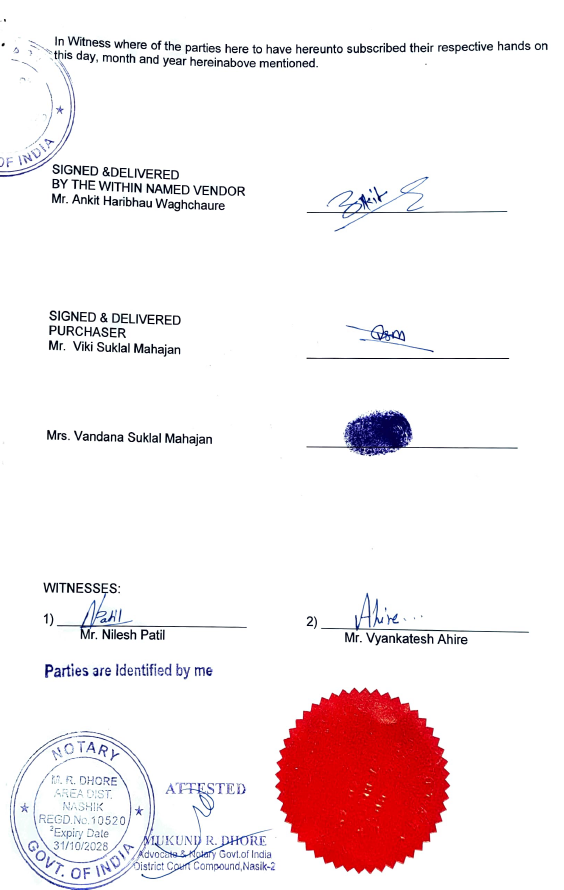 In Witness where of the parties here to have hereunto subscribed their respective hands on
this day, month and year hereinabove mentioned.
OF INDIA
SIGNED &DELIVERED
BY THE WITHIN NAMED VENDOR
Mr. Ankit Haribhau Waghchaure
SIGNED & DELIVERED
PURCHASER
Mr. Viki Suklal Mahajan
Mrs. Vandana Suklal Mahajan
WITNESSES:
1) NPatil
Mr. Nilesh Patil
2) Ahire...
Mr. Vyankatesh Ahire
Parties are Identified by me
NOTARY
M. R. DHORE
AREA DIST.
NASHIK
REGD.No.10520
Expiry Date
31/10/2028
GOVT. OF INDIA
ATTESTED
MUKUND R. DHORE
Advocate & Notary Govt.of India
District Court Compound,Nasik-2